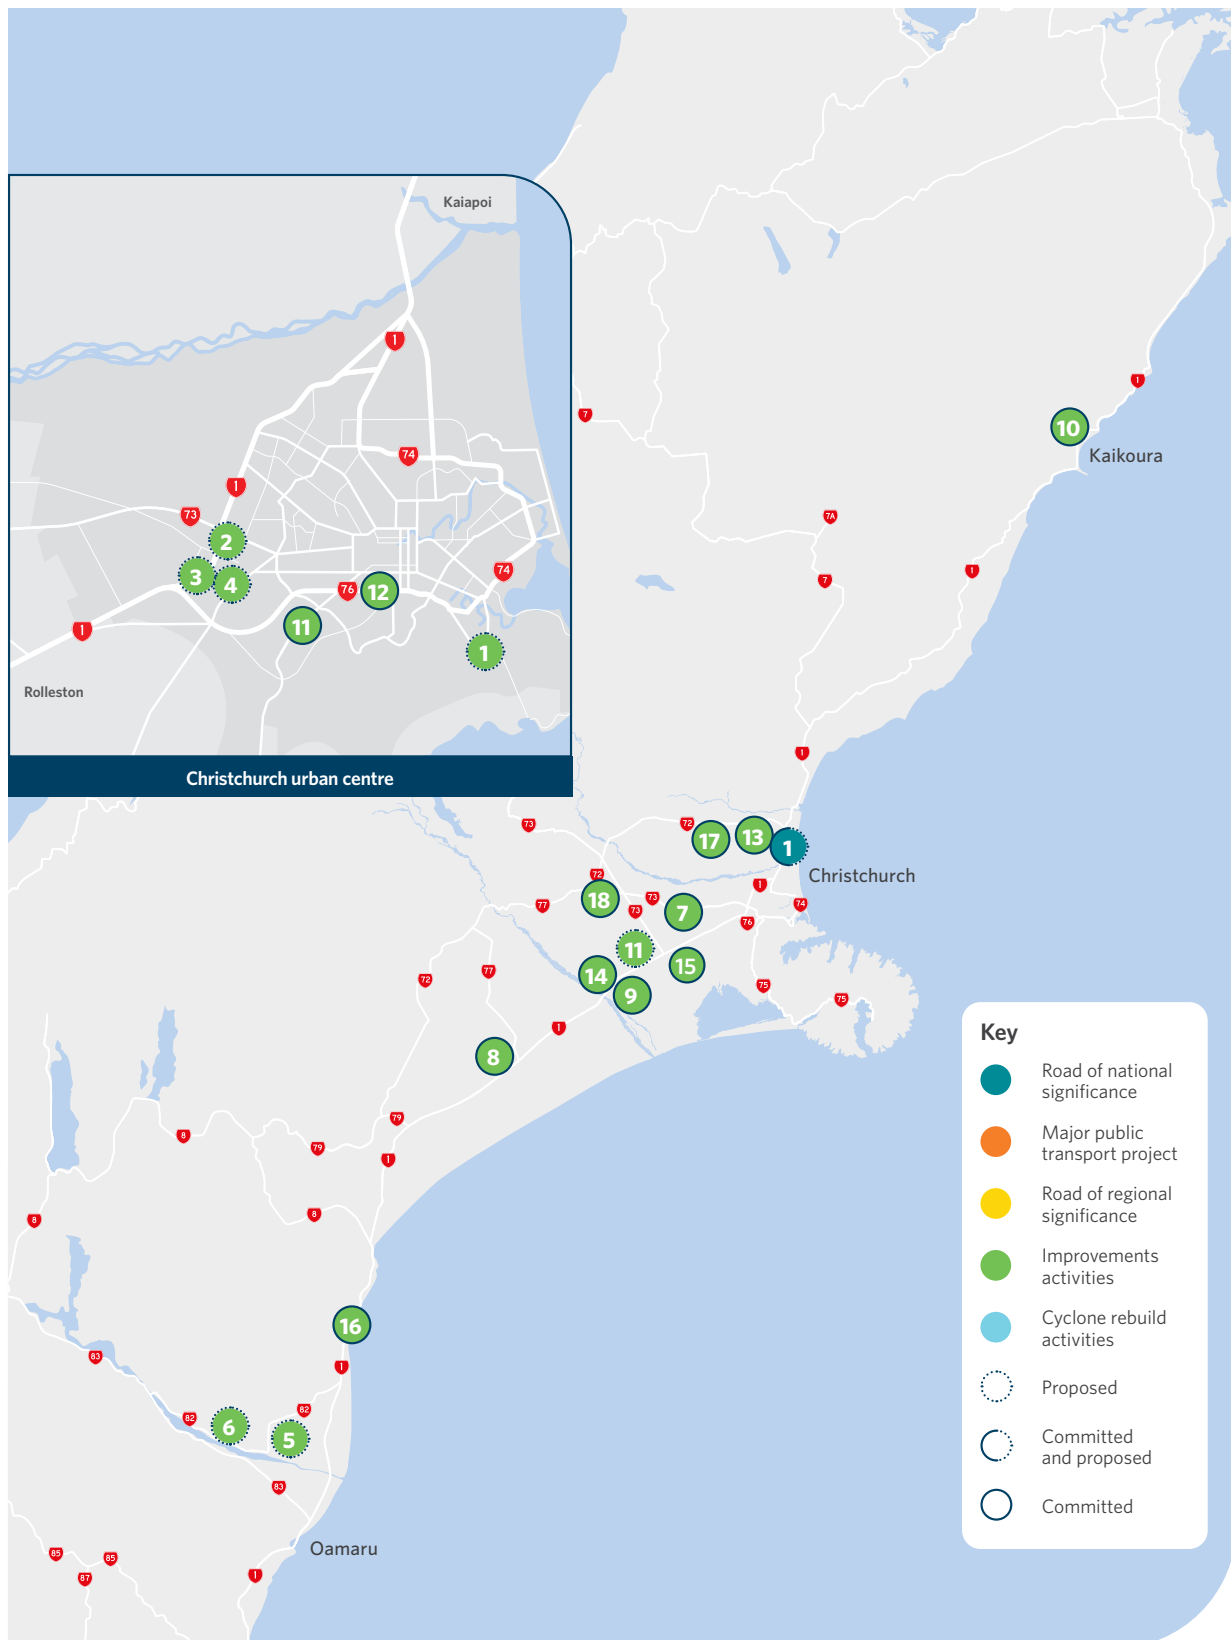 Kaiapoi
1
74
1
73
2
3
4
74
76
12
11
1
1
Rolleston
Christchurch urban centre
1
7
10
Kaikoura
7A
1
7
1
73
72
17
13
1
Christchurch
72
1
18
73
77
73
7
74
76
11
15
14
9
72
77
75
75
1
8
79
8
79
1
8
8
16
83
1
82
82
6
5
83
Oamaru
85
85
87
1
Key
Road of national
significance
Major public
transport project
Road of regional
significance
Improvements
activities
Cyclone rebuild
activities
Proposed
Committed
and proposed
Committed